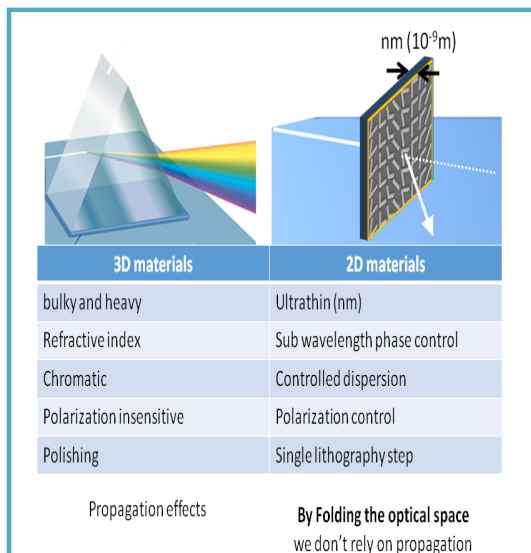 nm (10⁻⁹m)
3D materials 2D materials
bulky and heavy Ultrathin (nm)
Refractive index Sub wavelength phase control
Chromatic Controlled dispersion
Polarization insensitive Polarization control
Polishing Single lithography step
Propagation effects By Folding the optical space
we don't rely on propagation